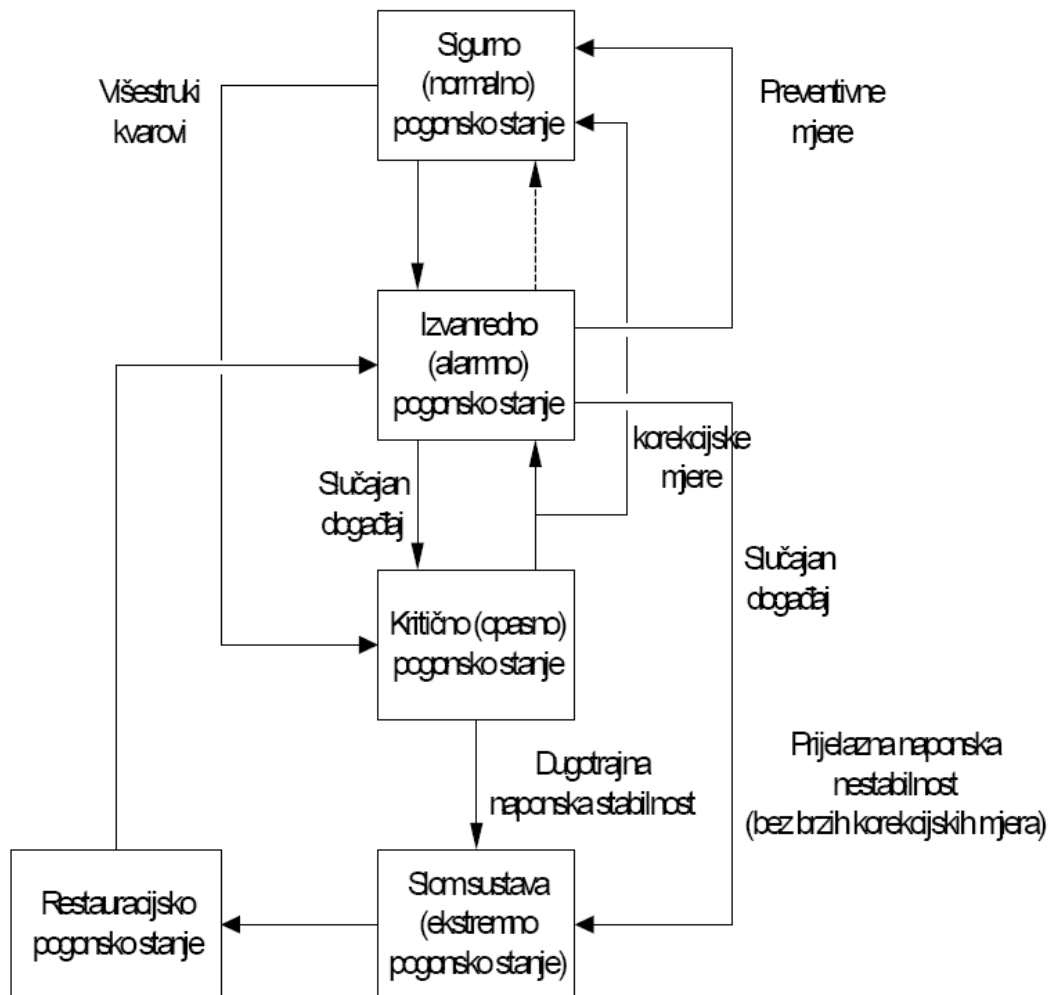 Sigurno
(normalno)
pogonsko stanje
Višestruki
kvarovi
Preventivne
mjere
Izvanredno
(alarmno)
pogonsko stanje
korekcijske
mjere
Slučajan
događaj
Slučajan
događaj
Kritično (opasno)
pogonsko stanje
Dugotrajna
naponska stabilnost
Prijelazna naponska
nestabilnost
(bez brzih korekcijskih mjera)
Restauracijsko
pogonsko stanje
Slom sustava
(ekstremno
pogonsko stanje)